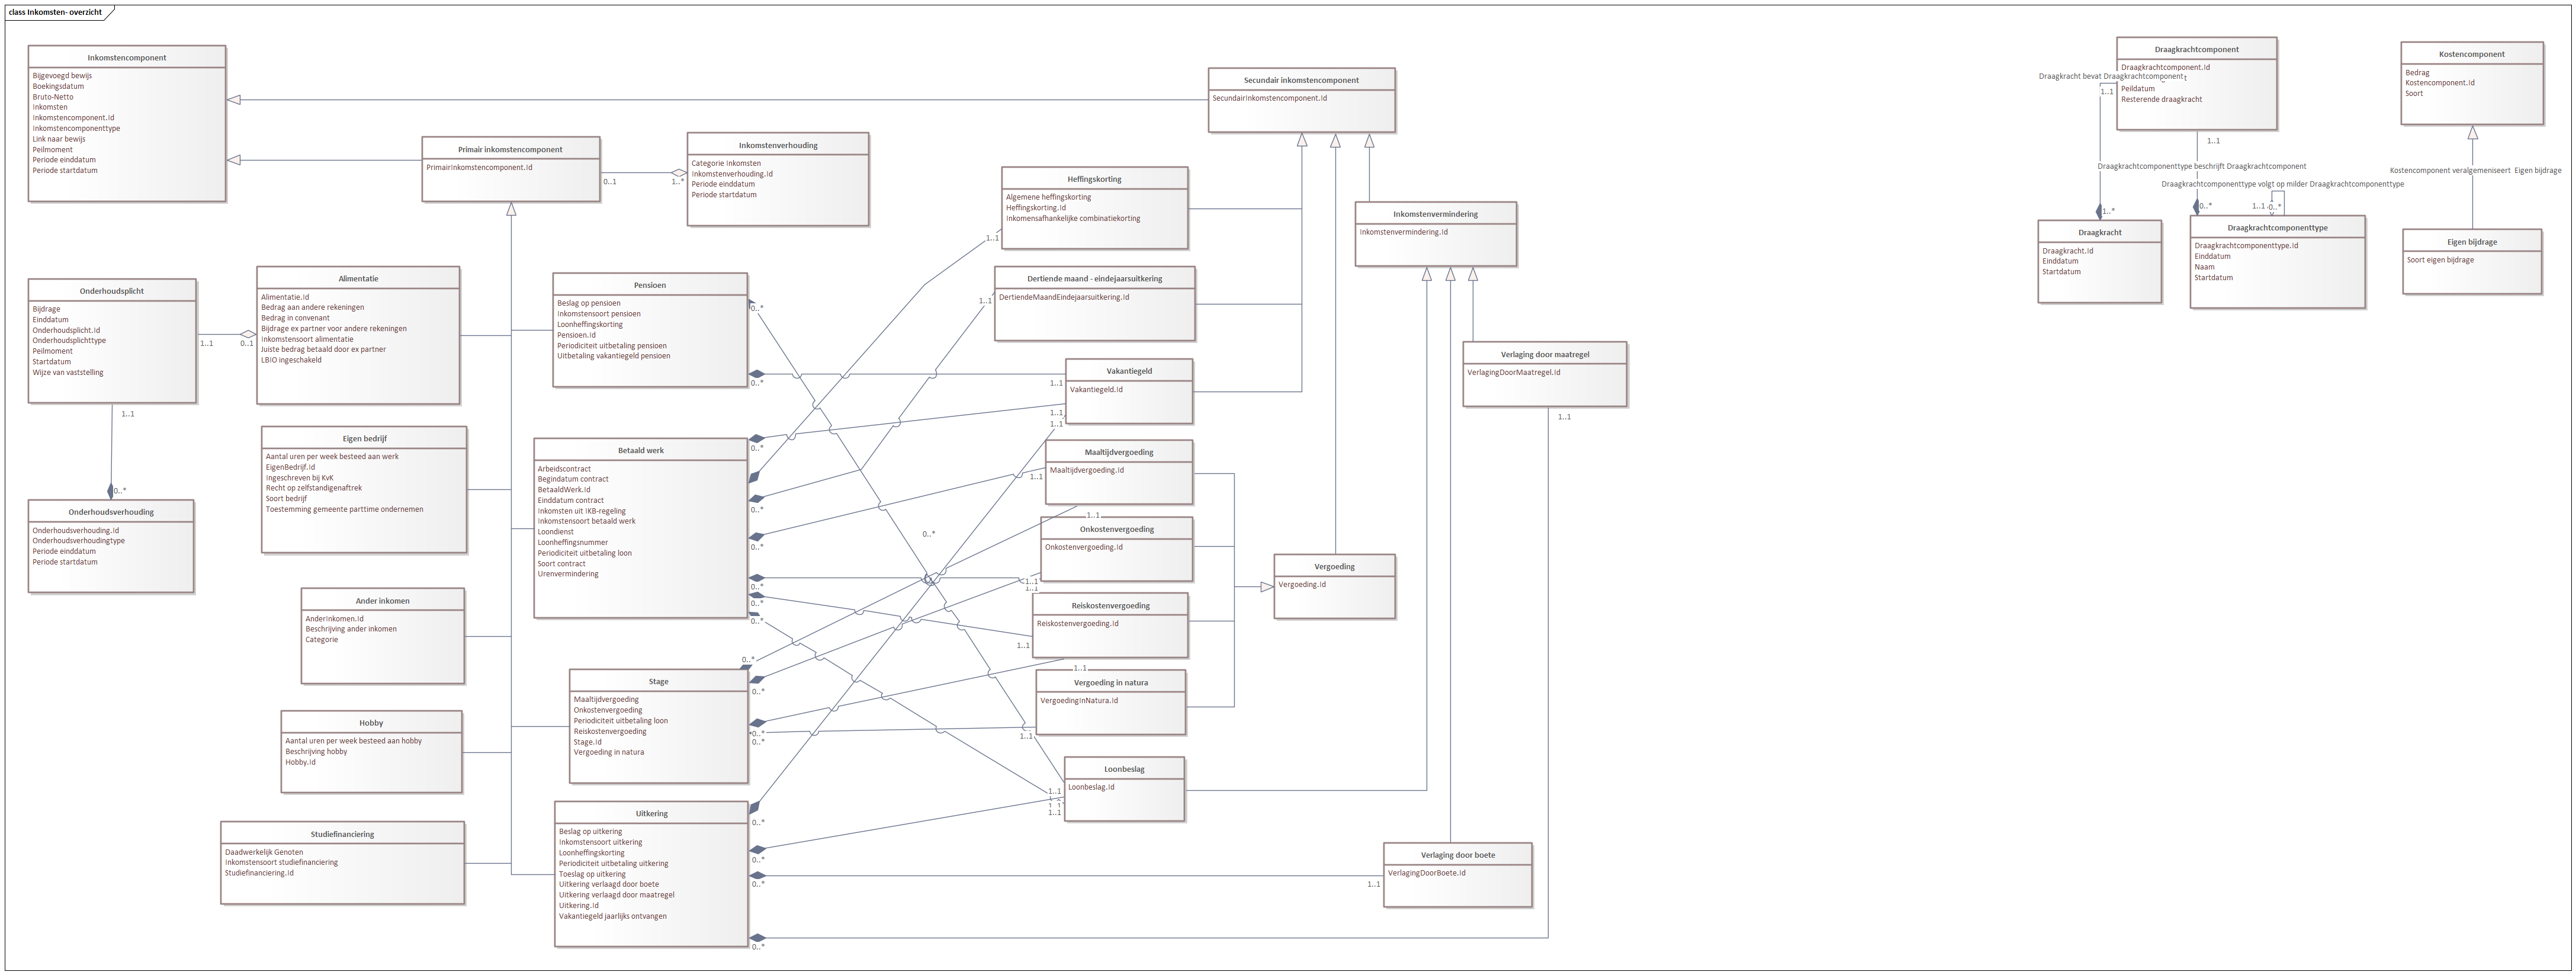 class Inkomsten- overzicht
Inkomstencomponent
Bijgevoegd bewijs
Boekingsdatum
Bruto-Netto
Inkomsten
Inkomstencomponent.Id
Inkomstencomponenttype
Link naar bewijs
Peilmoment
Periode einddatum
Periode startdatum
Primair inkomstencomponent
PrimairInkomstencomponent.Id
0..1
1..*
Inkomstenverhouding
Categorie Inkomsten
Inkomstenverhouding.Id
Periode einddatum
Periode startdatum
Secundair inkomstencomponent
SecundairInkomstencomponent.Id
Heffingskorting
Algemene heffingskorting
Heffingskorting.Id
Inkomensafhankelijke combinatiekorting
1..1
Inkomstenvermindering
Inkomstenvermindering.Id
Dertiende maand - eindejaarsuitkering
DertiendeMaandEindejaarsuitkering.Id
1..1
Onderhoudsplicht
Bijdrage
Einddatum
Onderhoudsplicht.Id
Onderhoudsplichttype
Peilmoment
Startdatum
Wijze van vaststelling
1..1
0..1
1..1
0..*
Alimentatie
Alimentatie.Id
Bedrag aan andere rekeningen
Bedrag in convenant
Bijdrage ex partner voor andere rekeningen
Inkomstensoort alimentatie
Juiste bedrag betaald door ex partner
LBIO ingeschakeld
Pensioen
Beslag op pensioen
Inkomstensoort pensioen
Loonheffingskorting
Pensioen.Id
Periodiciteit uitbetaling pensioen
Uitbetaling vakantiegeld pensioen
0..*
0..*
Vakantiegeld
Vakantiegeld.Id
1..1
1..1
1..1
Verlaging door maatregel
VerlagingDoorMaatregel.Id
1..1
Eigen bedrijf
Aantal uren per week besteed aan werk
EigenBedrijf.Id
Ingeschreven bij KvK
Recht op zelfstandigenaftrek
Soort bedrijf
Toestemming gemeente parttime ondernemen
Betaald werk
Arbeidscontract
Begindatum contract
BetaaldWerk.Id
Einddatum contract
Inkomsten uit IKB-regeling
Inkomstensoort betaald werk
Loondienst
Loonheffingsnummer
Periodiciteit uitbetaling loon
Soort contract
Urenvermindering
0..*
0..*
0..*
0..*
0..*
0..*
0..*
Maaltijdvergoeding
Maaltijdvergoeding.Id
1..1
1..1
Onderhoudsverhouding
Onderhoudsverhouding.Id
Onderhoudsverhoudingtype
Periode einddatum
Periode startdatum
Onkostenvergoeding
Onkostenvergoeding.Id
1..1
1..1
Vergoeding
Vergoeding.Id
Ander inkomen
AnderInkomen.Id
Beschrijving ander inkomen
Categorie
Reiskostenvergoeding
Reiskostenvergoeding.Id
1..1
1..1
Stage
Maaltijdvergoeding
Onkostenvergoeding
Periodiciteit uitbetaling loon
Reiskostenvergoeding
Stage.Id
Vergoeding in natura
0..*
0..*
0..*
0..*
Vergoeding in natura
VergoedingInNatura.Id
1..1
Hobby
Aantal uren per week besteed aan hobby
Beschrijving hobby
Hobby.Id
Loonbeslag
Loonbeslag.Id
1..1
1..1
Studiefinanciering
Daadwerkelijk Genoten
Inkomstensoort studiefinanciering
Studiefinanciering.Id
Uitkering
Beslag op uitkering
Inkomstensoort uitkering
Loonheffingskorting
Periodiciteit uitbetaling uitkering
Toeslag op uitkering
Uitkering verlaagd door boete
Uitkering verlaagd door maatregel
Uitkering.Id
Vakantiegeld jaarlijks ontvangen
0..*
0..*
0..*
0..*
Verlaging door boete
VerlagingDoorBoete.Id
1..1
Draagkrachtcomponent
Draagkrachtcomponent.Id
Draagkracht bevat Draagkrachtcomponent
Peildatum
Resterende draagkracht
1..1
1..1
Draagkrachtcomponenttype beschrijft Draagkrachtcomponent
Draagkrachtcomponenttype volgt op milder Draagkrachtcomponenttype
1..*
0..*
1..1
0..*
Draagkracht
Draagkracht.Id
Einddatum
Startdatum
Draagkrachtcomponenttype
Draagkrachtcomponenttype.Id
Einddatum
Naam
Startdatum
Kostencomponent
Bedrag
Kostencomponent.Id
Soort
Kostencomponent veralgemeniseert Eigen bijdrage
Eigen bijdrage
Soort eigen bijdrage